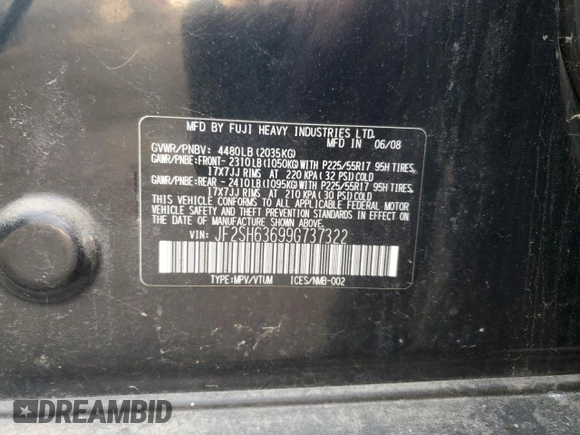 MFD BY FUJI HEAVY INDUSTRIES LTD.
MFD IN 06/08
GVWR/PNBV: 4480LB(2035KG)
GAWR/PNBE:FRONT- 2310LB(1050KG)WITH P225/55R17 95H TIRES,
17X7JJ RIMS AT 220 KPA(32 PSI)COLD
GAWR/PNBE:REAR - 2410LB(1095KG)WITH P225/55R17 95H TIRES,
17X7JJ RIMS AT 210 KPA(30 PSI)COLD
THIS VEHICLE CONFORMS TO ALL APPLICABLE FEDERAL MOTOR
VEHICLE SAFETY AND BUMPER STANDARDS IN EFFECT ON
THE DATE OF MANUFACTURE SHOWN ABOVE.
VIN: JF2SH63699G737322
TYPE:MPV/VTUM ICES/NMB-002
DREAMBID